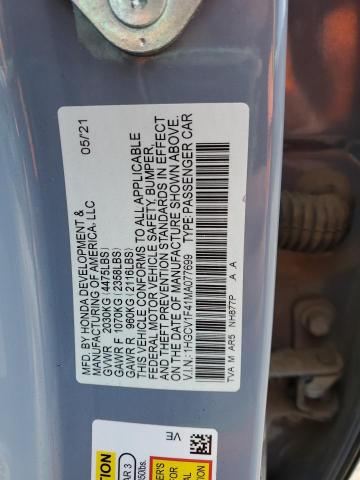 MFD. BY HONDA DEVELOPMENT &
MANUFACTURING OF AMERICA, LLC 05/21
GVWR 2030KG (4475LBS)
GAWR F 1070KG (2358LBS)
GAWR R 960KG (2116LBS)
THIS VEHICLE CONFORMS TO ALL APPLICABLE
FEDERAL MOTOR VEHICLE SAFETY, BUMPER,
AND THEFT PREVENTION STANDARDS IN EFFECT
ON THE DATE OF MANUFACTURE SHOWN ABOVE.
V.I.N.: 1HGCV1F41MA077699 TYPE: PASSENGER CAR
TVA M AR5 NH877P A A
VE